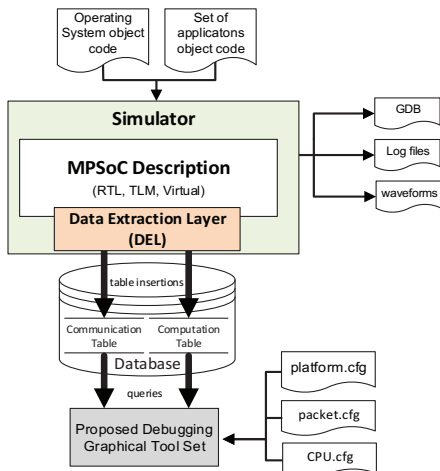 Operating
System object
code
Set of
applicatons
object code
Simulator
MPSoC Description
(RTL, TLM, Virtual)
Data Extraction Layer
(DEL)
GDB
Log files
waveforms
table insertions
Communication
Table
Computation
Table
Database
queries
Proposed Debugging
Graphical Tool Set
platform.cfg
packet.cfg
CPU.cfg